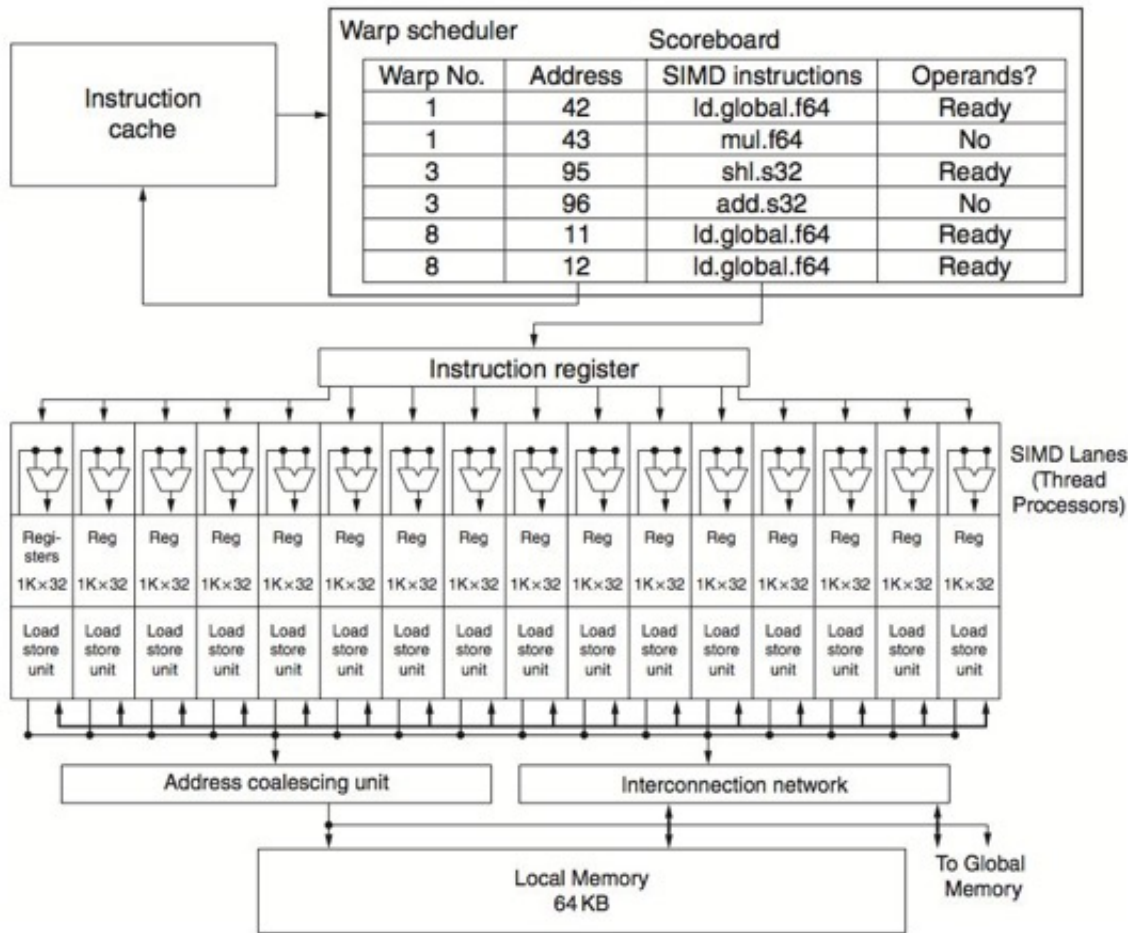 Warp scheduler
Scoreboard
Instruction
cache
Warp No. Address SIMD instructions Operands?
1 42 ld.global.f64 Ready
1 43 mul.f64 No
3 95 shl.s32 Ready
3 96 add.s32 No
8 11 ld.global.f64 Ready
8 12 ld.global.f64 Ready
Instruction register
SIMD Lanes
(Thread
Processors)
Regi-
sters Reg Reg Reg Reg Reg Reg Reg Reg Reg Reg Reg Reg Reg Reg Reg
1K×32 1K×32 1K×32 1K×32 1K×32 1K×32 1K×32 1K×32 1K×32 1K×32 1K×32 1K×32 1K×32 1K×32 1K×32 1K×32
Load Load Load Load Load Load Load Load Load Load Load Load Load Load Load Load
store store store store store store store store store store store store store store store store
unit unit unit unit unit unit unit unit unit unit unit unit unit unit unit unit
Address coalescing unit
Interconnection network
Local Memory
64 KB
To Global
Memory